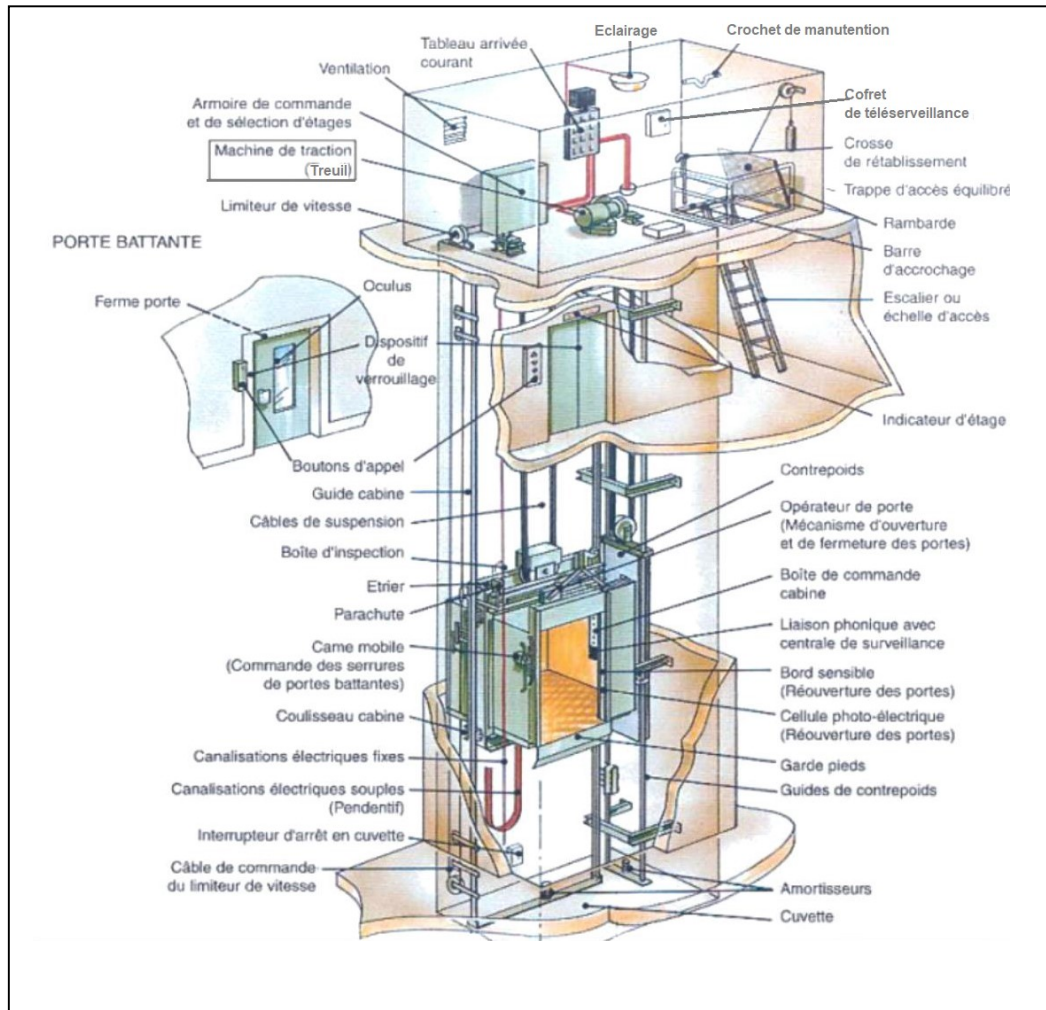 Eclairage
Crochet de manutention
Tableau arrivée
courant
Ventilation
Armoire de commande
et de sélection d'étages
Machine de traction
(Treuil)
Limiteur de vitesse
Cofret
de téléserveillance
Crosse
de rétablissement
Trappe d'accès équilibré
Rambarde
Barre
d'accrochage
Escalier ou
échelle d'accès
PORTE BATTANTE
Ferme porte
Oculus
Dispositif
de
verrouillage
Boutons d'appel
Indicateur d'étage
Guide cabine
Câbles de suspension
Boîte d'inspection
Etrier
Parachute
Came mobile
(Commande des serrures
de portes battantes)
Coulisseau cabine
Canalisations électriques fixes
Canalisations électriques souples
(Pendentif)
Interrupteur d'arrêt en cuvette
Câble de commande
du limiteur de vitesse
Contrepoids
Opérateur de porte
(Mécanisme d'ouverture
et de fermeture des portes)
Boîte de commande
cabine
Liaison phonique avec
centrale de surveillance
Bord sensible
(Réouverture des portes)
Cellule photo-électrique
(Réouverture des portes)
Garde pieds
Guides de contrepoids
Amortisseurs
Cuvette